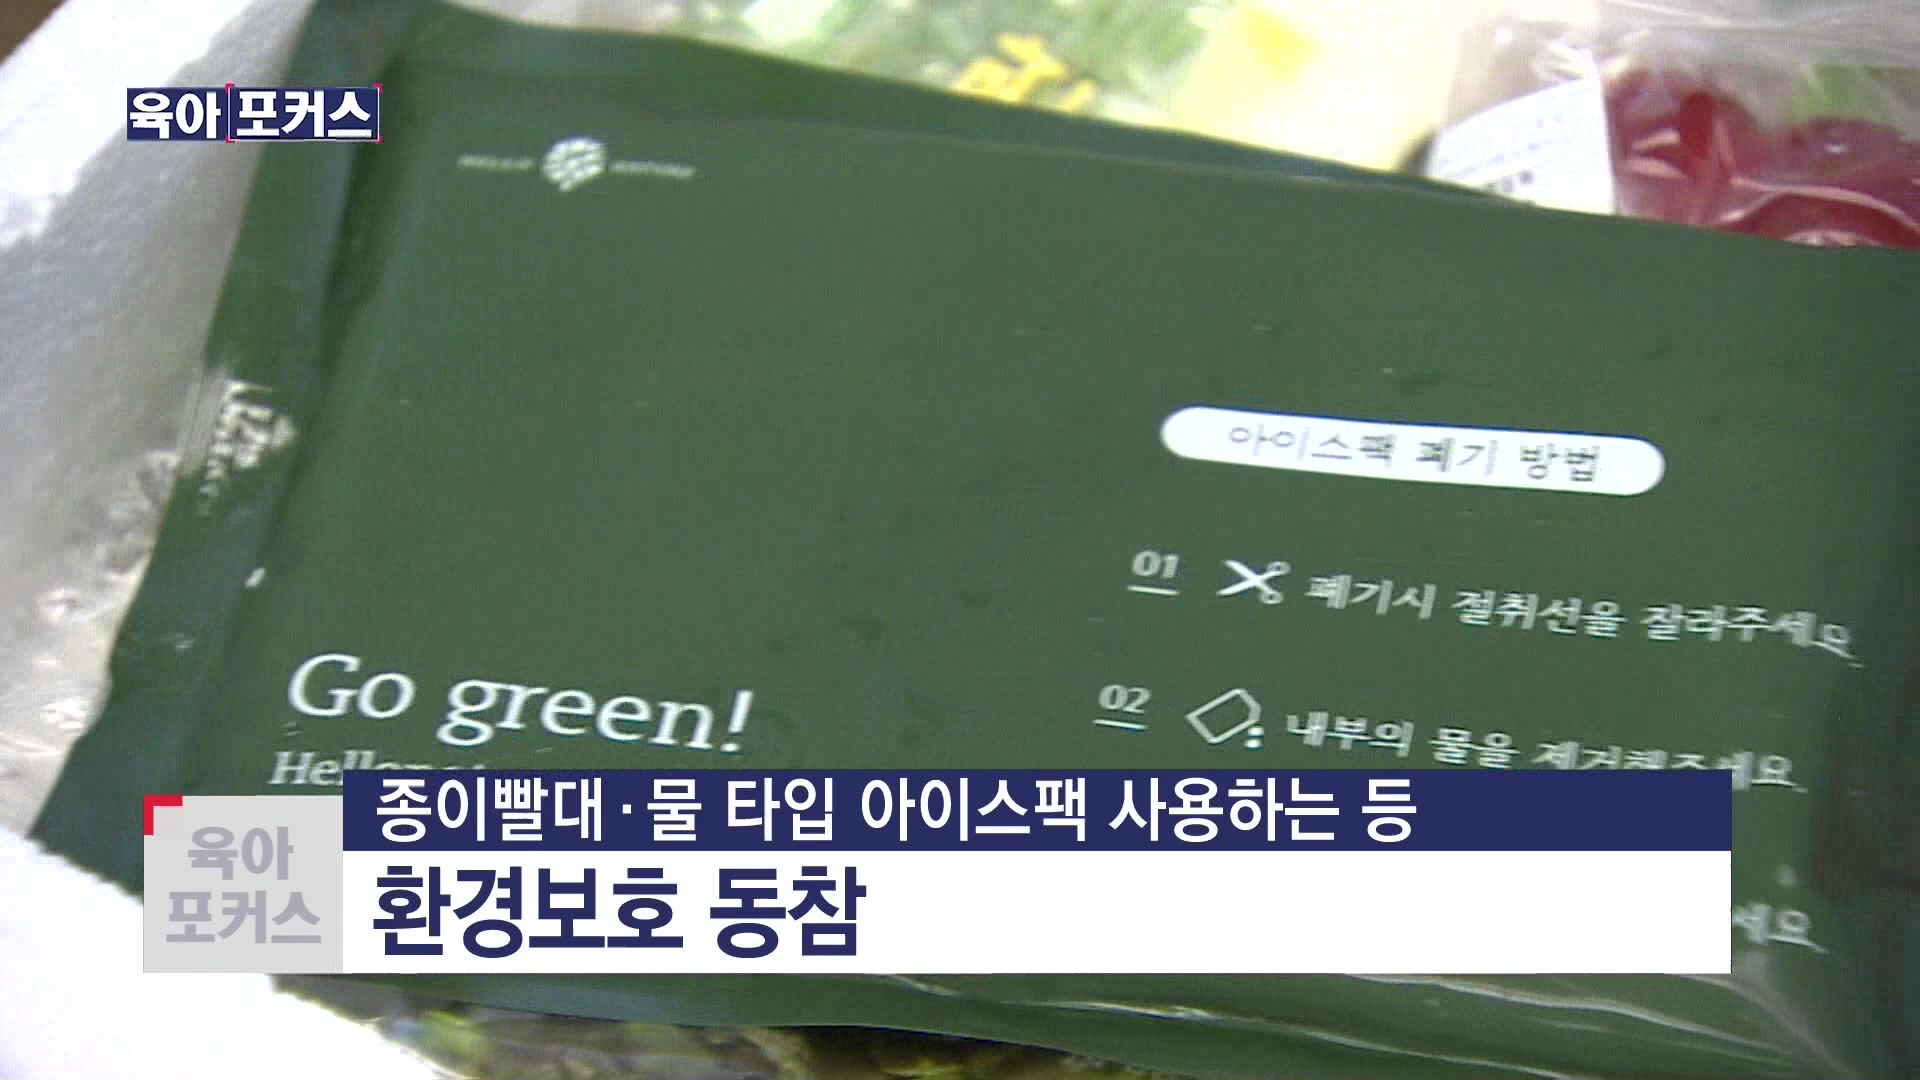 육아 포커스
아이스팩 폐기 방법
01 폐기시 절취선을 잘라주세요
02 내부의 물을 제거해주세요
Go green!
세요
종이빨대·물 타입 아이스팩 사용하는 등
육아
포커스
환경보호 동참